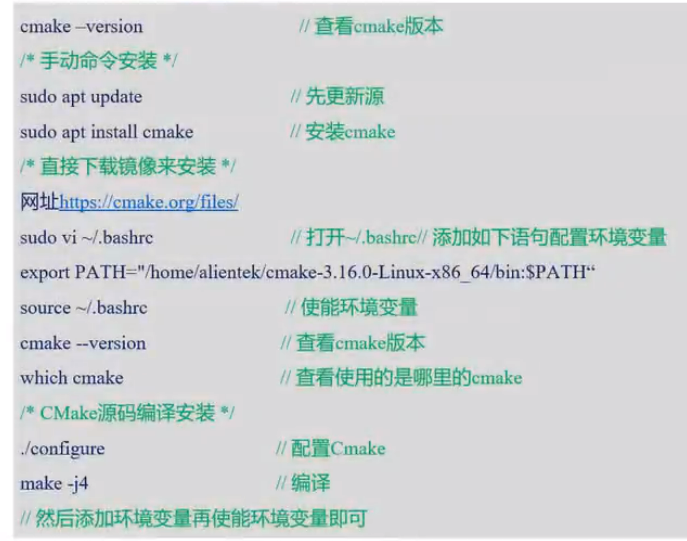 cmake –version // 查看cmake版本
/* 手动命令安装 */
sudo apt update // 先更新源
sudo apt install cmake // 安装cmake
/* 直接下载镜像来安装 */
网址https://cmake.org/files/
sudo vi ~/.bashrc // 打开~/.bashrc// 添加如下语句配置环境变量
export PATH="/home/alientek/cmake-3.16.0-Linux-x86_64/bin:$PATH“
source ~/.bashrc // 使能环境变量
cmake --version // 查看cmake版本
which cmake // 查看使用的是哪里的cmake
/* CMake源码编译安装 */
./configure // 配置Cmake
make -j4 // 编译
// 然后添加环境变量再使能环境变量即可